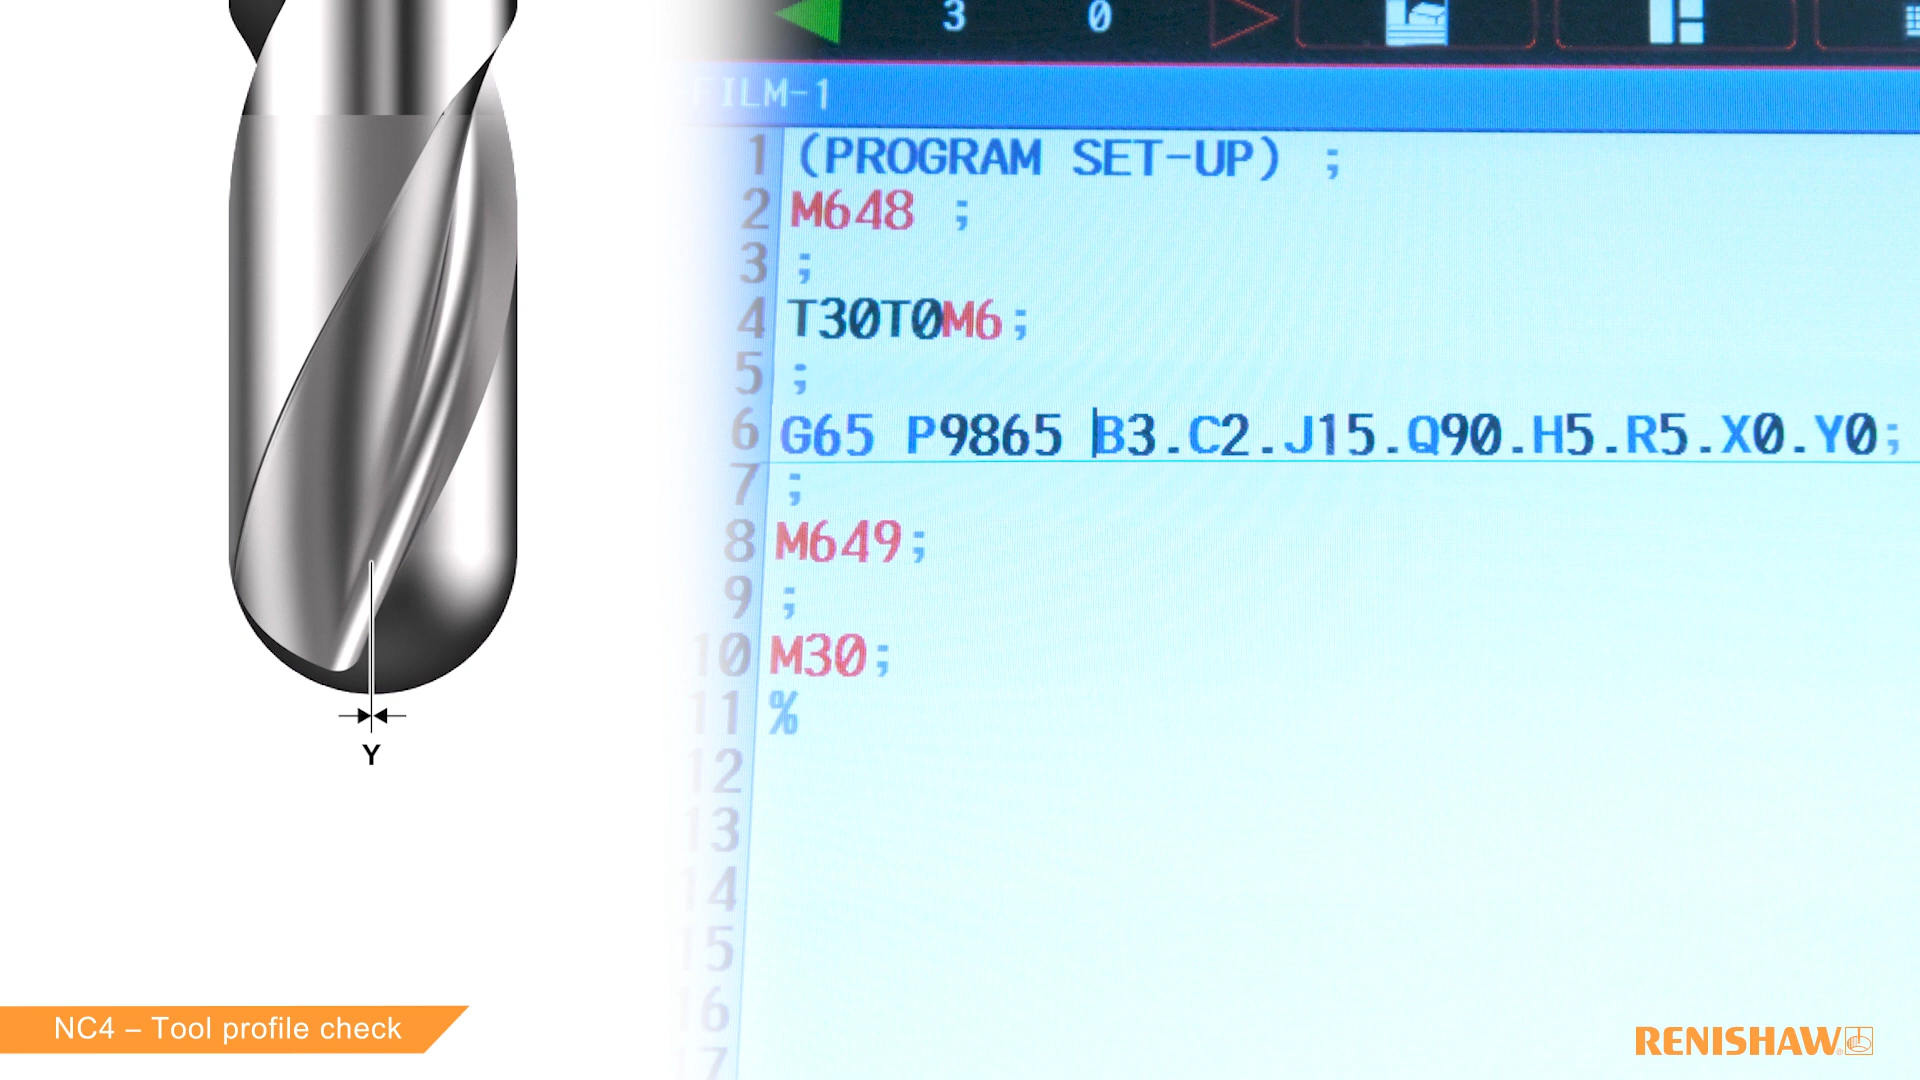 3 0
FILM-1
1 (PROGRAM SET-UP) ;
2 M648 ;
3 ;
4 T30T0M6;
5 ;
6 G65 P9865 B3.C2.J15.Q90.H5.R5.X0.Y0;
7 ;
8 M649;
9 ;
10 M30;
11 %
12
13
14
15
16
17
Y
NC4 – Tool profile check
RENISHAW